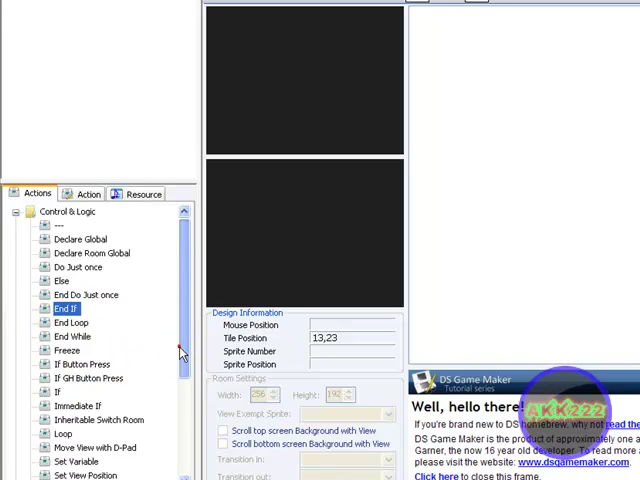 Actions
Action
Resource
Control & Logic
---
Declare Global
Declare Room Global
Do Just once
Else
End Do Just once
End If
End Loop
End While
Freeze
If Button Press
If GH Button Press
If
Immediate If
Inheritable Switch Room
Loop
Move View with D-Pad
Set Variable
Set View Position
Design Information
Mouse Position
Tile Position 13,23
Sprite Number
Sprite Position
Room Settings
Width: 256 Height: 192
View Exempt Sprite:
Scroll top screen Background with View
Scroll bottom screen Background with View
Transition in:
Transition out:
DS Game Maker
Tutorial series
Well, hello there!
AKK222
If you're brand new to DS homebrew, why not read the
DS Game Maker is the product of approximately one a
Garner, the now 16 year old developer. To read more a
please visit the website: www.dsgamemaker.com.
Click here to close this frame.